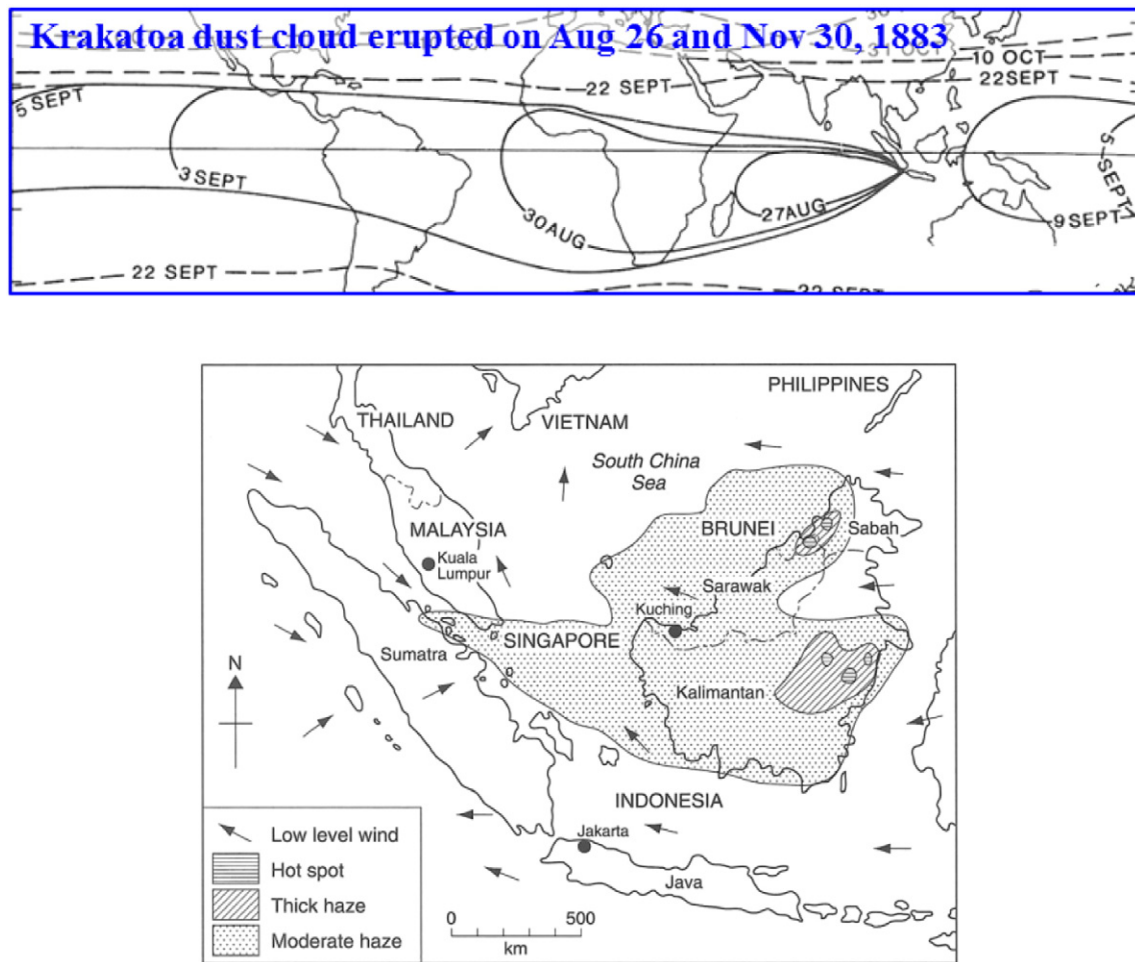 Krakatoa dust cloud erupted on Aug 26 and Nov 30, 1883
10 OCT
22 SEPT
22SEPT
5 SEPT
3 SEPT
30 AUG
27 AUG
5 SEPT
9 SEPT
22 SEPT
22 SEPT
PHILIPPINES
THAILAND
VIETNAM
South China
Sea
MALAYSIA
BRUNEI
Sabah
Kuala
Lumpur
Sarawak
Kuching
SINGAPORE
Sumatra
N
Kalimantan
INDONESIA
Jakarta
Java
Low level wind
Hot spot
Thick haze
Moderate haze
0
500
km